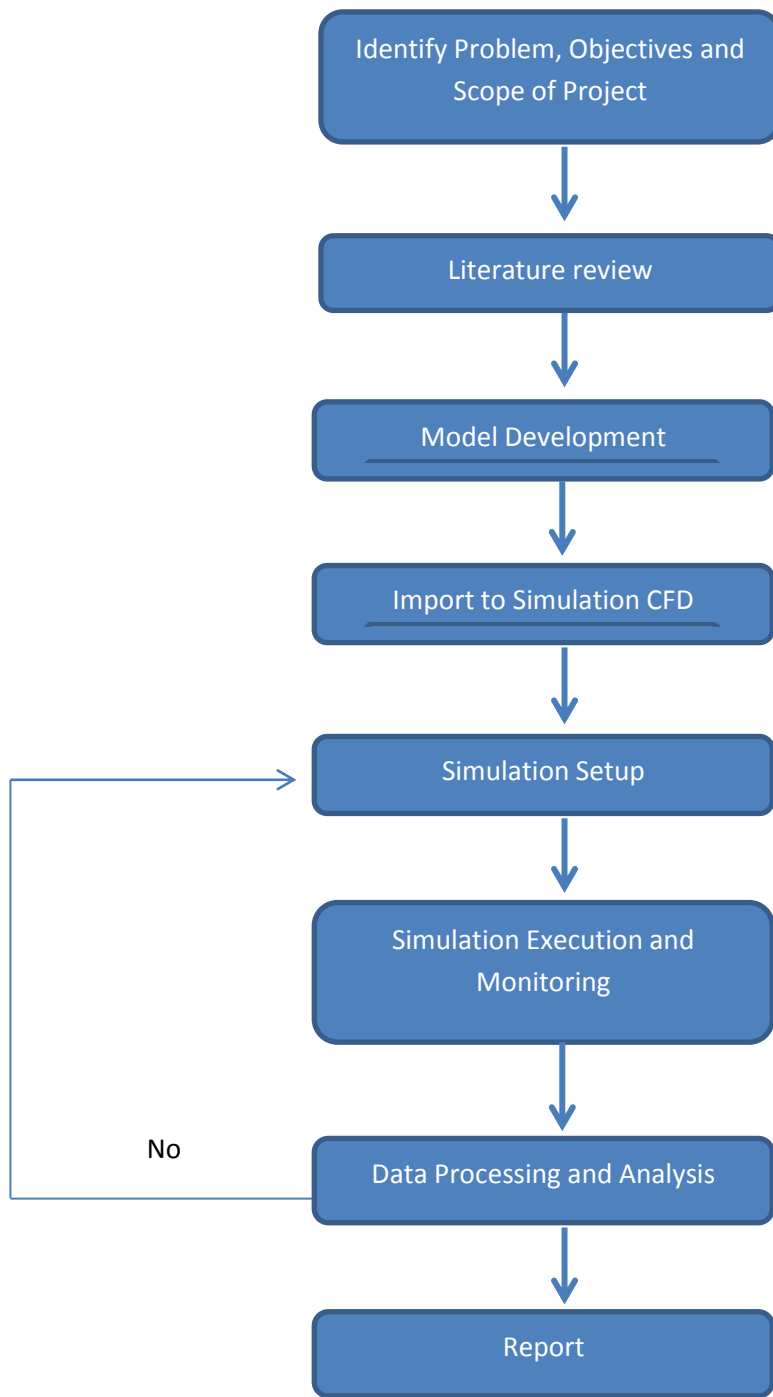 Identify Problem, Objectives and
Scope of Project
Literature review
Model Development
Import to Simulation CFD
Simulation Setup
Simulation Execution and
Monitoring
No
Data Processing and Analysis
Report